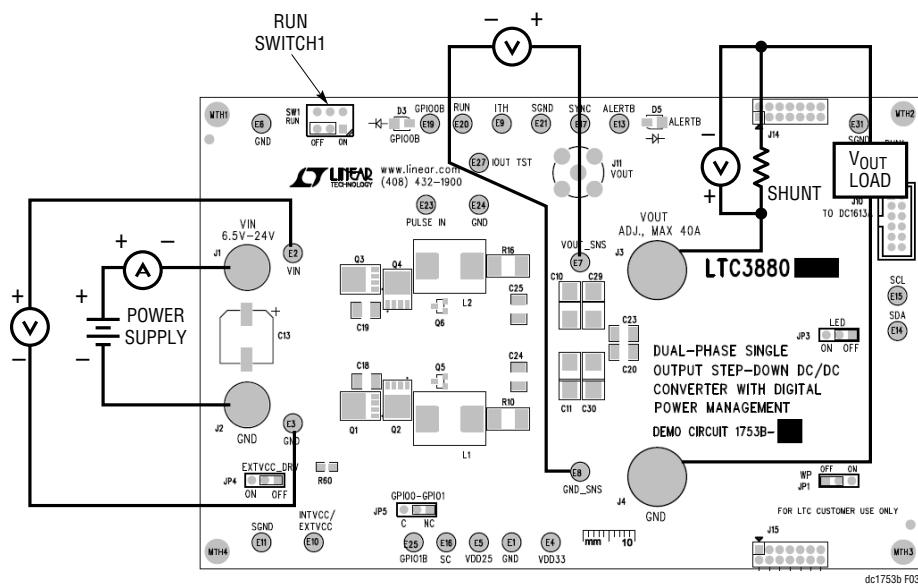 RUN
SWITCH1
− V +
MTH1
E6
GND
SW1
RUN
OFF ON
D3
GPIO0B
GPIO0B
E19
RUN
E20
ITH
E9
SGND
E21
SYNC
E17
ALERTB
E13
D5
ALERTB
J14
E31
SGND
MTH2
E27 IOUT TST
J11
VOUT
LINEAR
TECHNOLOGY
www.linear.com
(408) 432-1900
E23
PULSE IN
E24
GND
− V +
SHUNT
VOUT
LOAD
J10
TO DC1613A
VIN
6.5V–24V
J1
E2
VIN
+ A −
+ V −
+ −
POWER
SUPPLY
+
C13
J2
GND
E3
GND
Q3
Q4
C19
Q6
L2
R16
C25
VOUT_SNS
E7
C10
C29
VOUT
ADJ., MAX 40A
J3
LTC3880
C23
C20
C18
Q1
Q2
Q5
L1
R10
C24
C11
C30
SCL
E15
SDA
E14
LED
JP3
ON OFF
DUAL-PHASE SINGLE
OUTPUT STEP-DOWN DC/DC
CONVERTER WITH DIGITAL
POWER MANAGEMENT
DEMO CIRCUIT 1753B-
EXTVCC_DRV
JP4
ON OFF
R60
E8
GND_SNS
J4
GND
WP
OFF ON
JP1
SGND
E11
INTVCC/
EXTVCC
E10
GPIO0-GPIO1
JP5
C NC
E25
GPIO1B
E16
SC
E5
VDD25
E1
GND
E4
VDD33
mm 10
FOR LTC CUSTOMER USE ONLY
J15
MTH4
MTH3
dc1753b F03